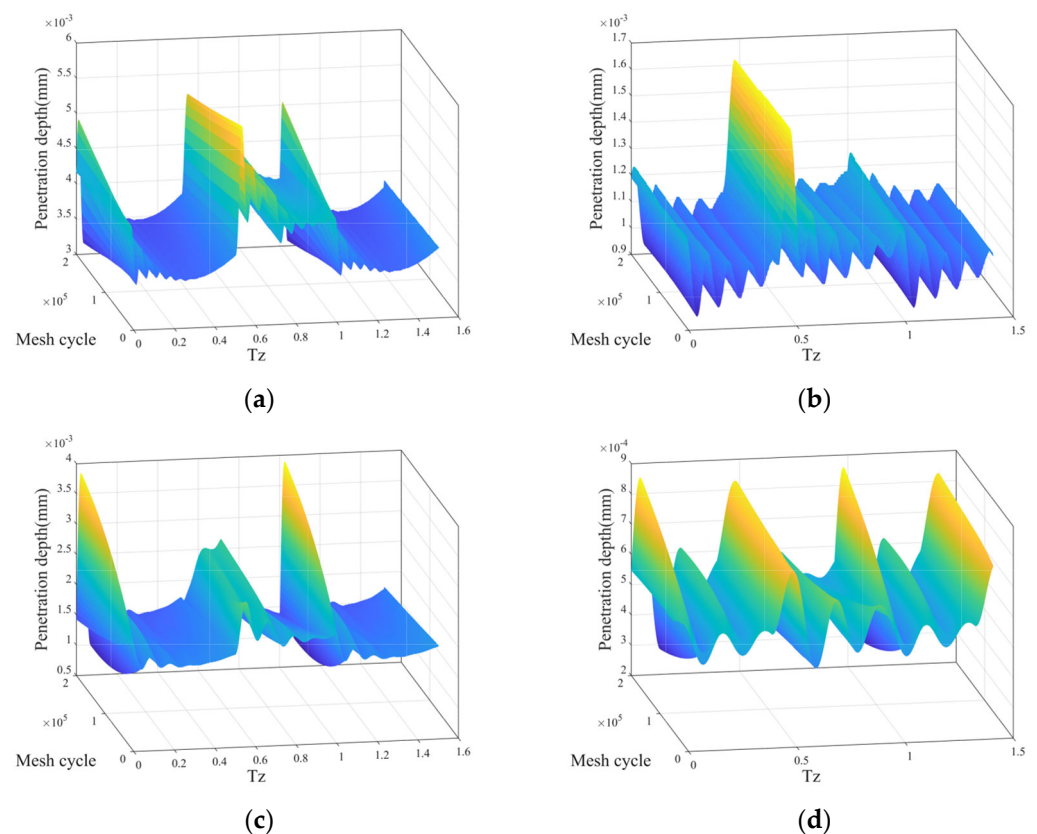 ×10⁻³
6
5.5
5
4.5
4
3.5
3
Penetration depth(mm)
2
×10⁵ 1
0
Mesh cycle
0 0.2 0.4 0.6 0.8 1 1.2 1.4 1.6
Tz
(a)
×10⁻³
1.7
1.6
1.5
1.4
1.3
1.2
1.1
1
0.9
Penetration depth(mm)
2
×10⁵ 1
0
Mesh cycle
0 0.5 1 1.5
Tz
(b)
×10⁻³
4
3.5
3
2.5
2
1.5
1
0.5
Penetration depth(mm)
2
×10⁵ 1
0
Mesh cycle
0 0.2 0.4 0.6 0.8 1 1.2 1.4 1.6
Tz
(c)
×10⁻⁴
9
8
7
6
5
4
3
2
Penetration depth(mm)
2
×10⁵ 1
0
Mesh cycle
0 0.5 1 1.5
Tz
(d)